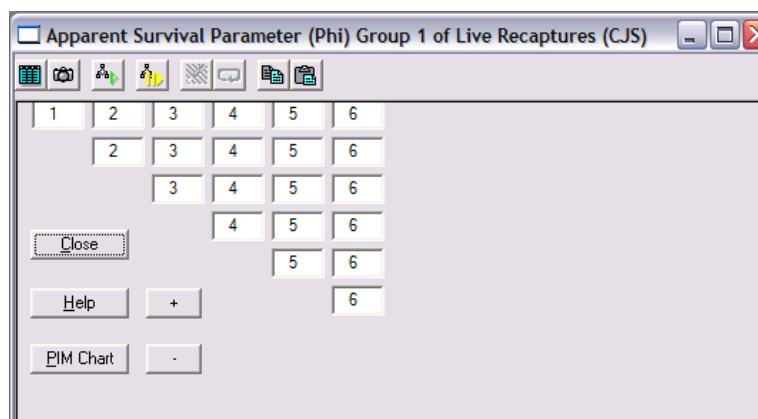 Apparent Survival Parameter (Phi) Group 1 of Live Recaptures (CJS)
1 2 3 4 5 6
2 3 4 5 6
3 4 5 6
4 5 6
Close
5 6
Help +
6
PIM Chart -